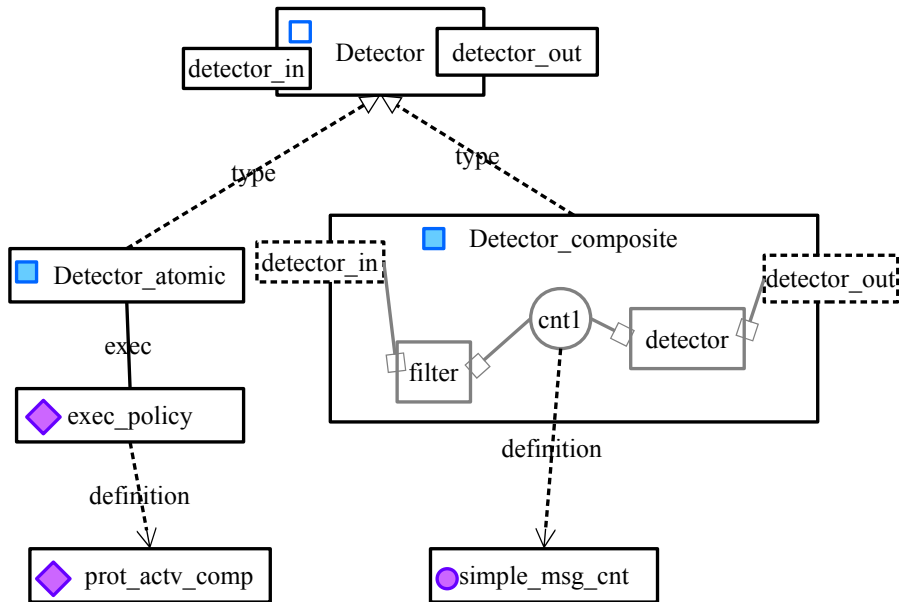 Detector
detector_in
detector_out
type
type
Detector_composite
detector_in
Detector_atomic
detector_out
cnt1
detector
exec
filter
exec_policy
definition
definition
prot_actv_comp
simple_msg_cnt